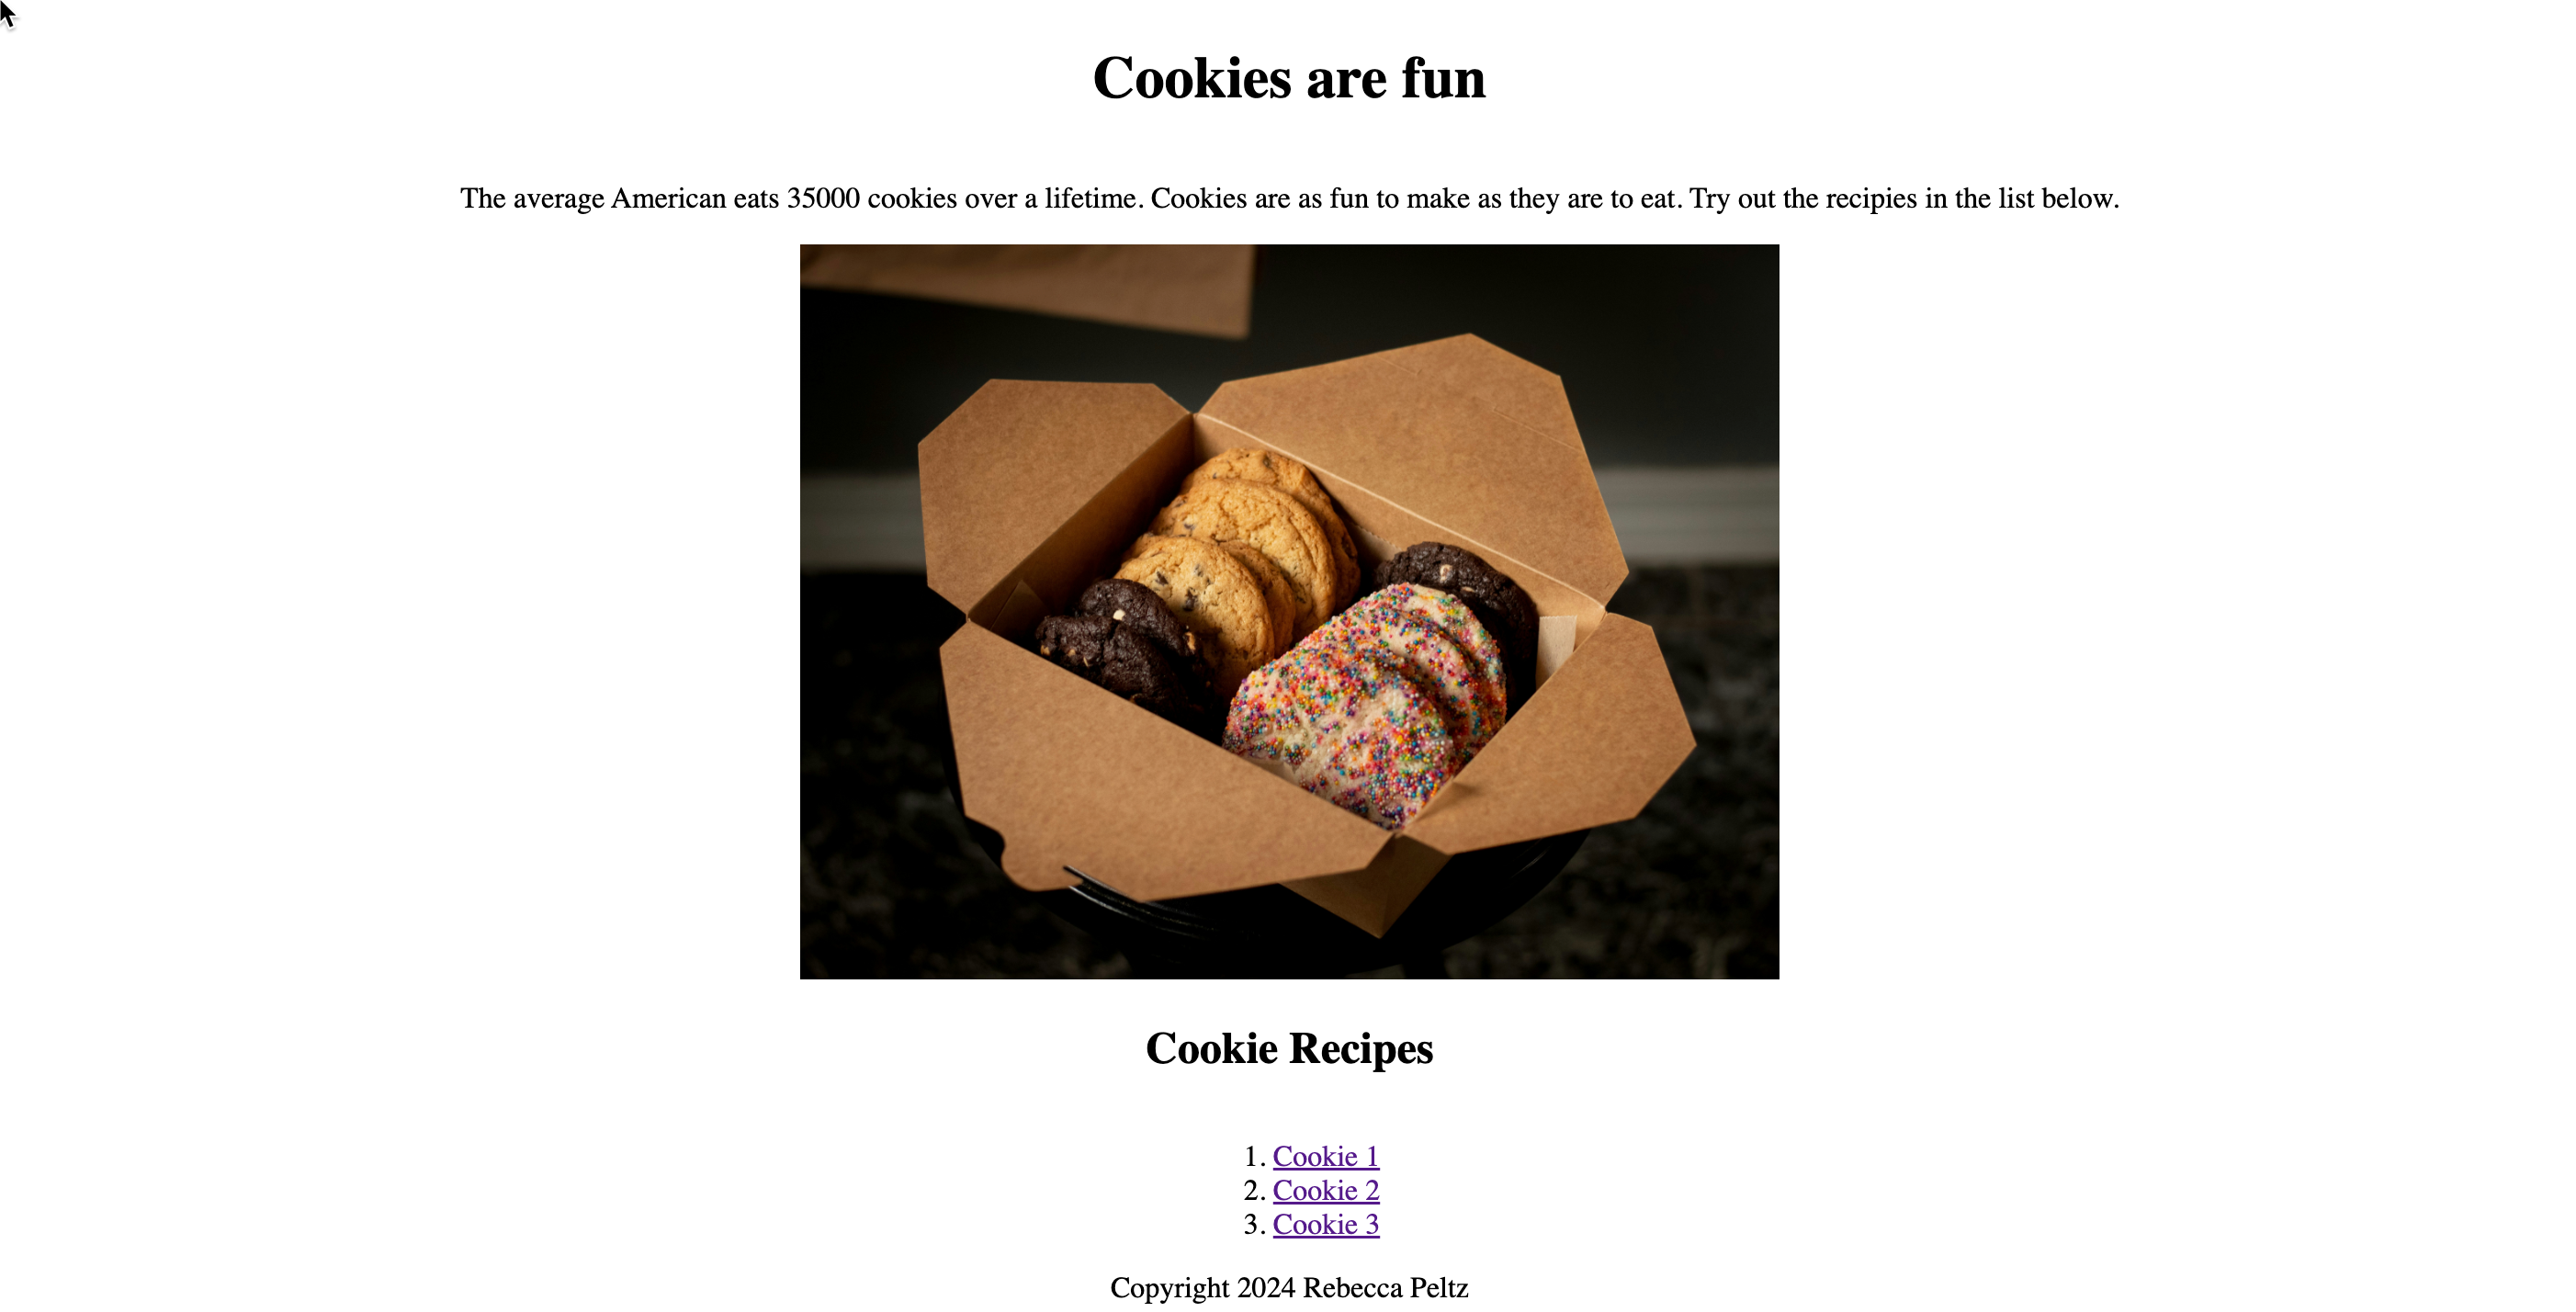 Cookies are fun
The average American eats 35000 cookies over a lifetime. Cookies are as fun to make as they are to eat. Try out the recipies in the list below.
Cookie Recipes
1. Cookie 1
2. Cookie 2
3. Cookie 3
Copyright 2024 Rebecca Peltz